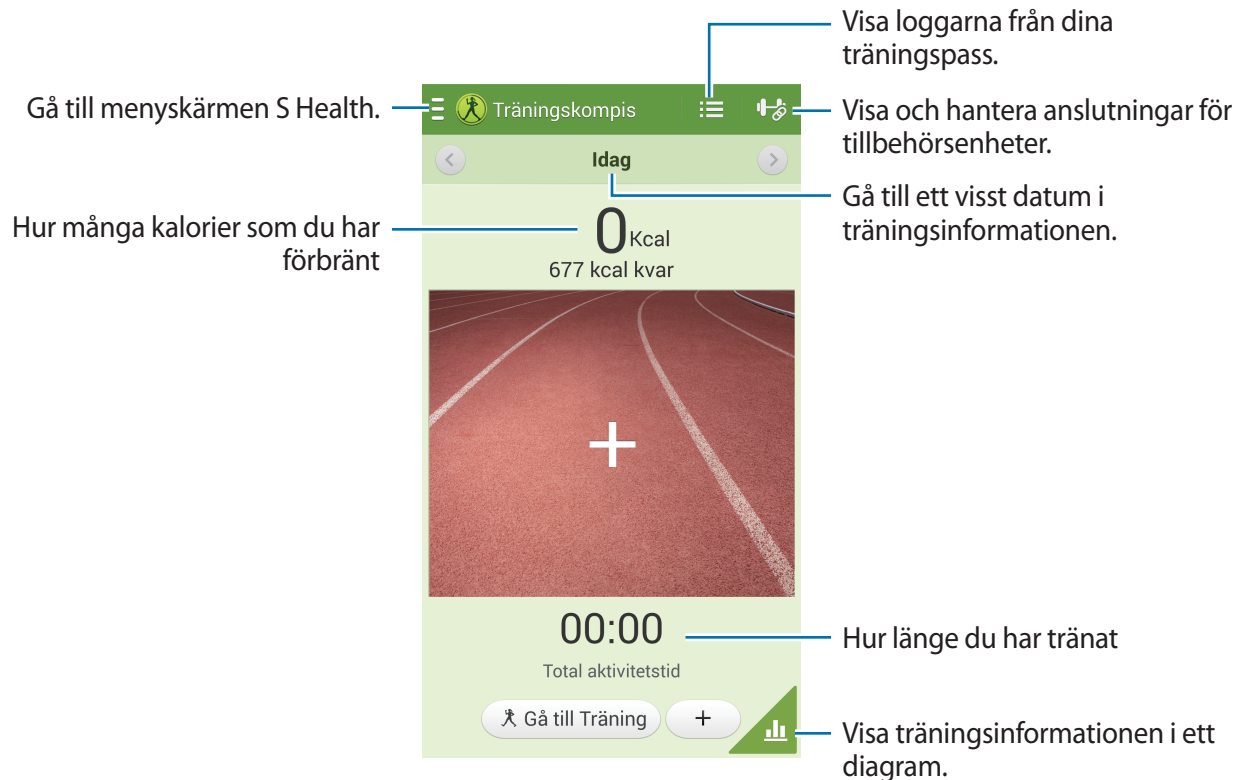 Visa loggarna från dina
träningspass.
Gå till menyskärmen S Health.
Träningskompis
Visa och hantera anslutningar för
tillbehörsenheter.
Idag
Gå till ett visst datum i
träningsinformationen.
Hur många kalorier som du har
förbränt
0 Kcal
677 kcal kvar
00:00
Hur länge du har tränat
Total aktivitetstid
Gå till Träning +
Visa träningsinformationen i ett
diagram.